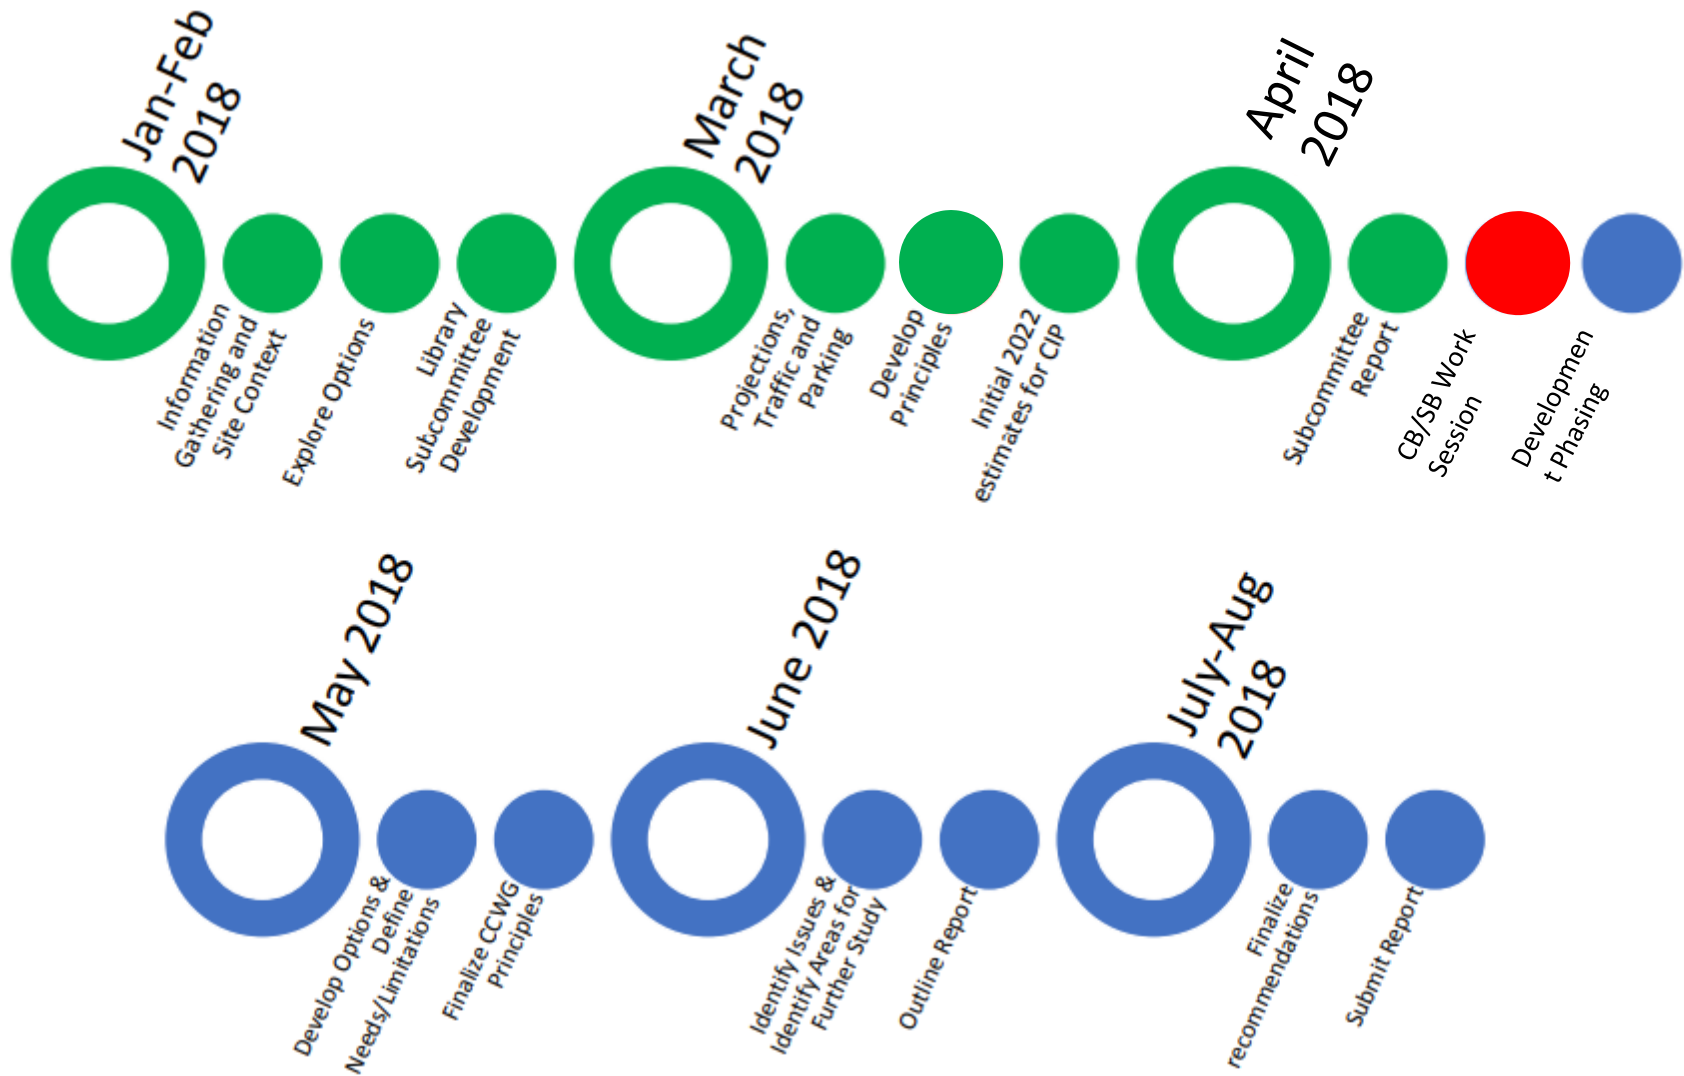 Jan-Feb
2018
Information
Gathering and
Site Context
Explore Options
Library
Subcommittee
Development
March
2018
Projections,
Traffic and
Parking
Develop
Principles
Initial 2022
estimates for CIP
April
2018
Subcommittee
Report
CB/SB Work
Session
Developmen
t Phasing
May 2018
Develop Options &
Define
Needs/Limitations
Finalize CCWG
Principles
June 2018
Identify Issues &
Identify Areas for
Further Study
Outline Report
July-Aug
2018
Finalize
recommendations
Submit Report